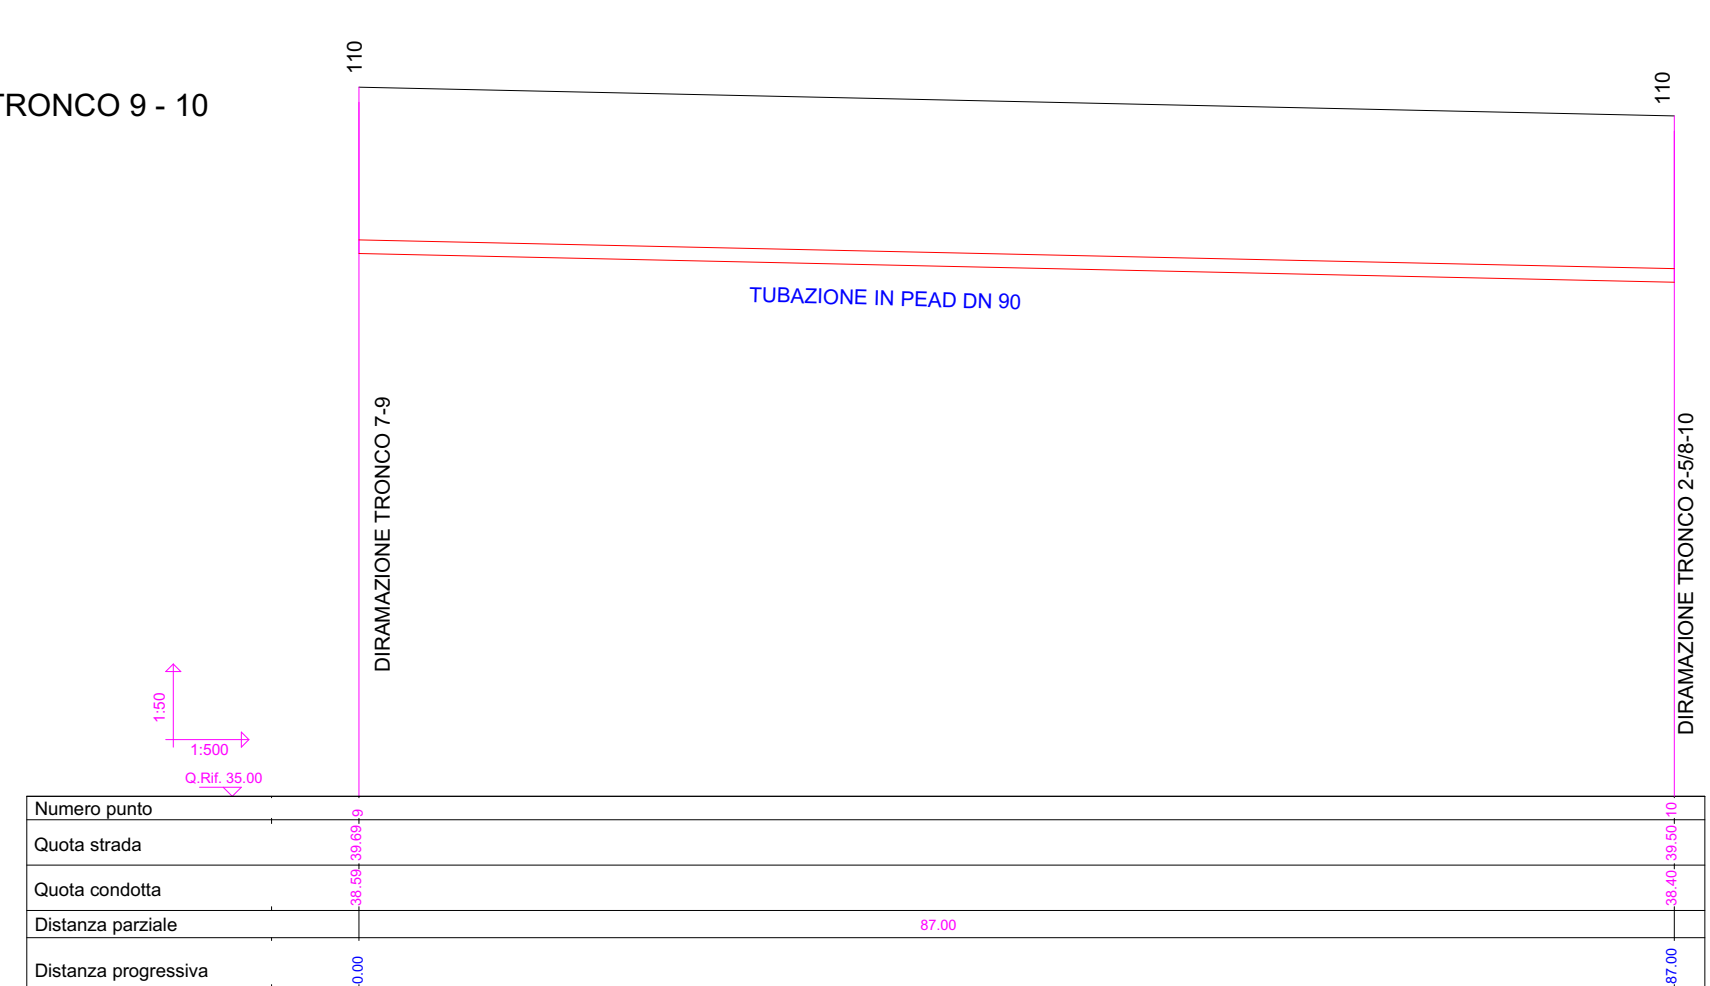 110
110
TRONCO 9 - 10
TUBAZIONE IN PEAD DN 90
DIRAMAZIONE TRONCO 7-9
DIRAMAZIONE TRONCO 2-5/8-10
1:50
1:500
Q.Rif. 35.00
Numero punto 9 10
Quota strada 39.69 39.50
Quota condotta 38.59 38.40
Distanza parziale 87.00
Distanza progressiva 0.00 87.00